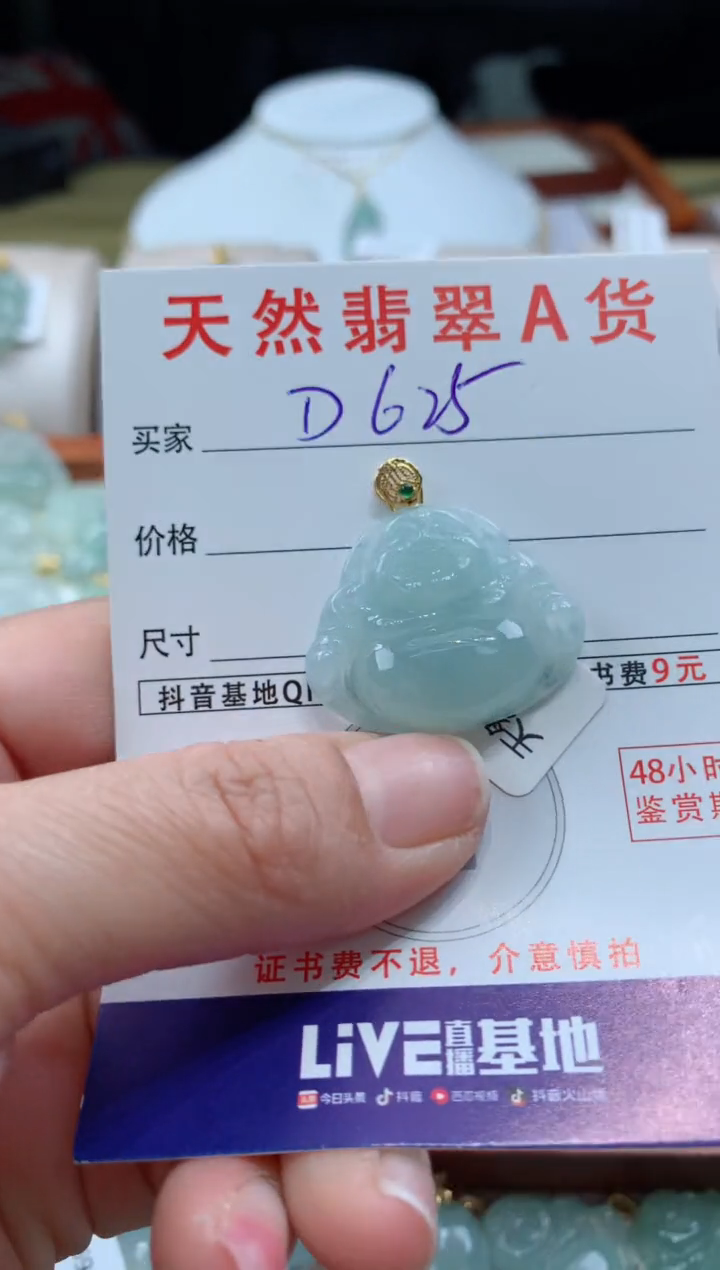 天然翡翠A货
买家 D625
价格
尺寸
抖音基地Q
书费9元
48小时
鉴赏期
证书费不退，介意慎拍
LiVE直播基地
今日头条 抖音 西瓜视频 抖音火山